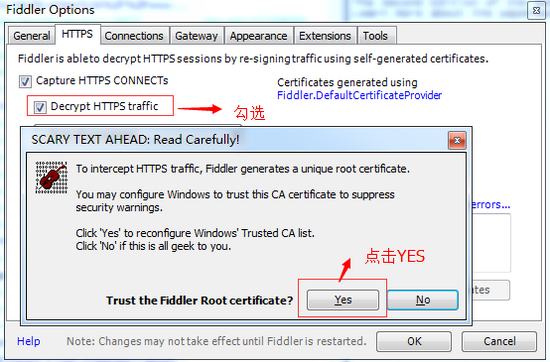 Fiddler Options
General HTTPS Connections Gateway Appearance Extensions Tools
Fiddler is able to decrypt HTTPS sessions by re-signing traffic using self-generated certificates.
Capture HTTPS CONNECTs
Certificates generated using
Fiddler.DefaultCertificateProvider
Decrypt HTTPS traffic
勾选
SCARY TEXT AHEAD: Read Carefully!
To intercept HTTPS traffic, Fiddler generates a unique root certificate.
You may configure Windows to trust this CA certificate to suppress
security warnings.
errors...
Click 'Yes' to reconfigure Windows' Trusted CA list.
Click 'No' if this is all geek to you.
点击YES
Trust the Fiddler Root certificate? Yes No
Help Note: Changes may not take effect until Fiddler is restarted. OK Cancel